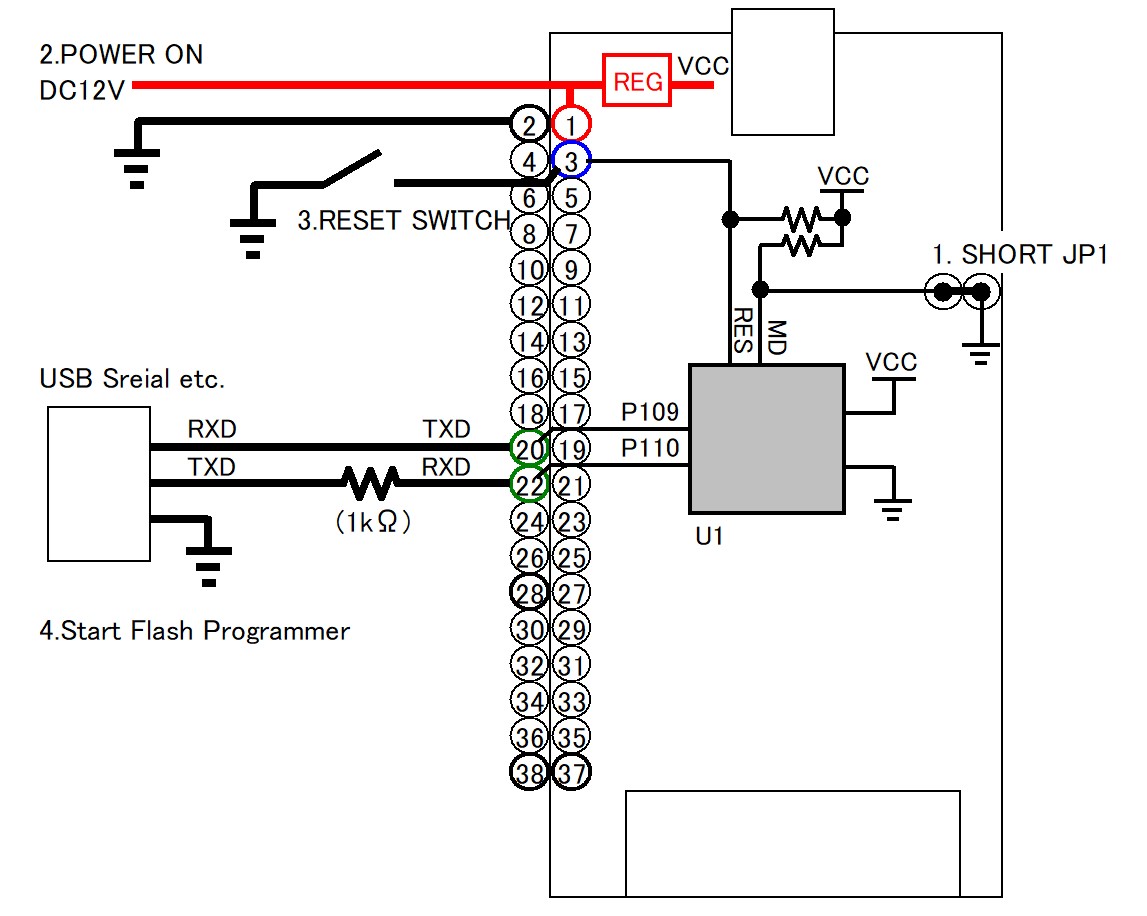 2.POWER ON
DC12V
REG
VCC
2 1
4 3
6 5
3.RESET SWITCH
8 7
10 9
12 11
14 13
16 15
18 17
20 19
22 21
24 23
26 25
28 27
30 29
32 31
34 33
36 35
38 37
VCC
1. SHORT JP1
RES
MD
VCC
P109
P110
U1
USB Sreial etc.
RXD TXD
TXD RXD
(1kΩ)
4.Start Flash Programmer